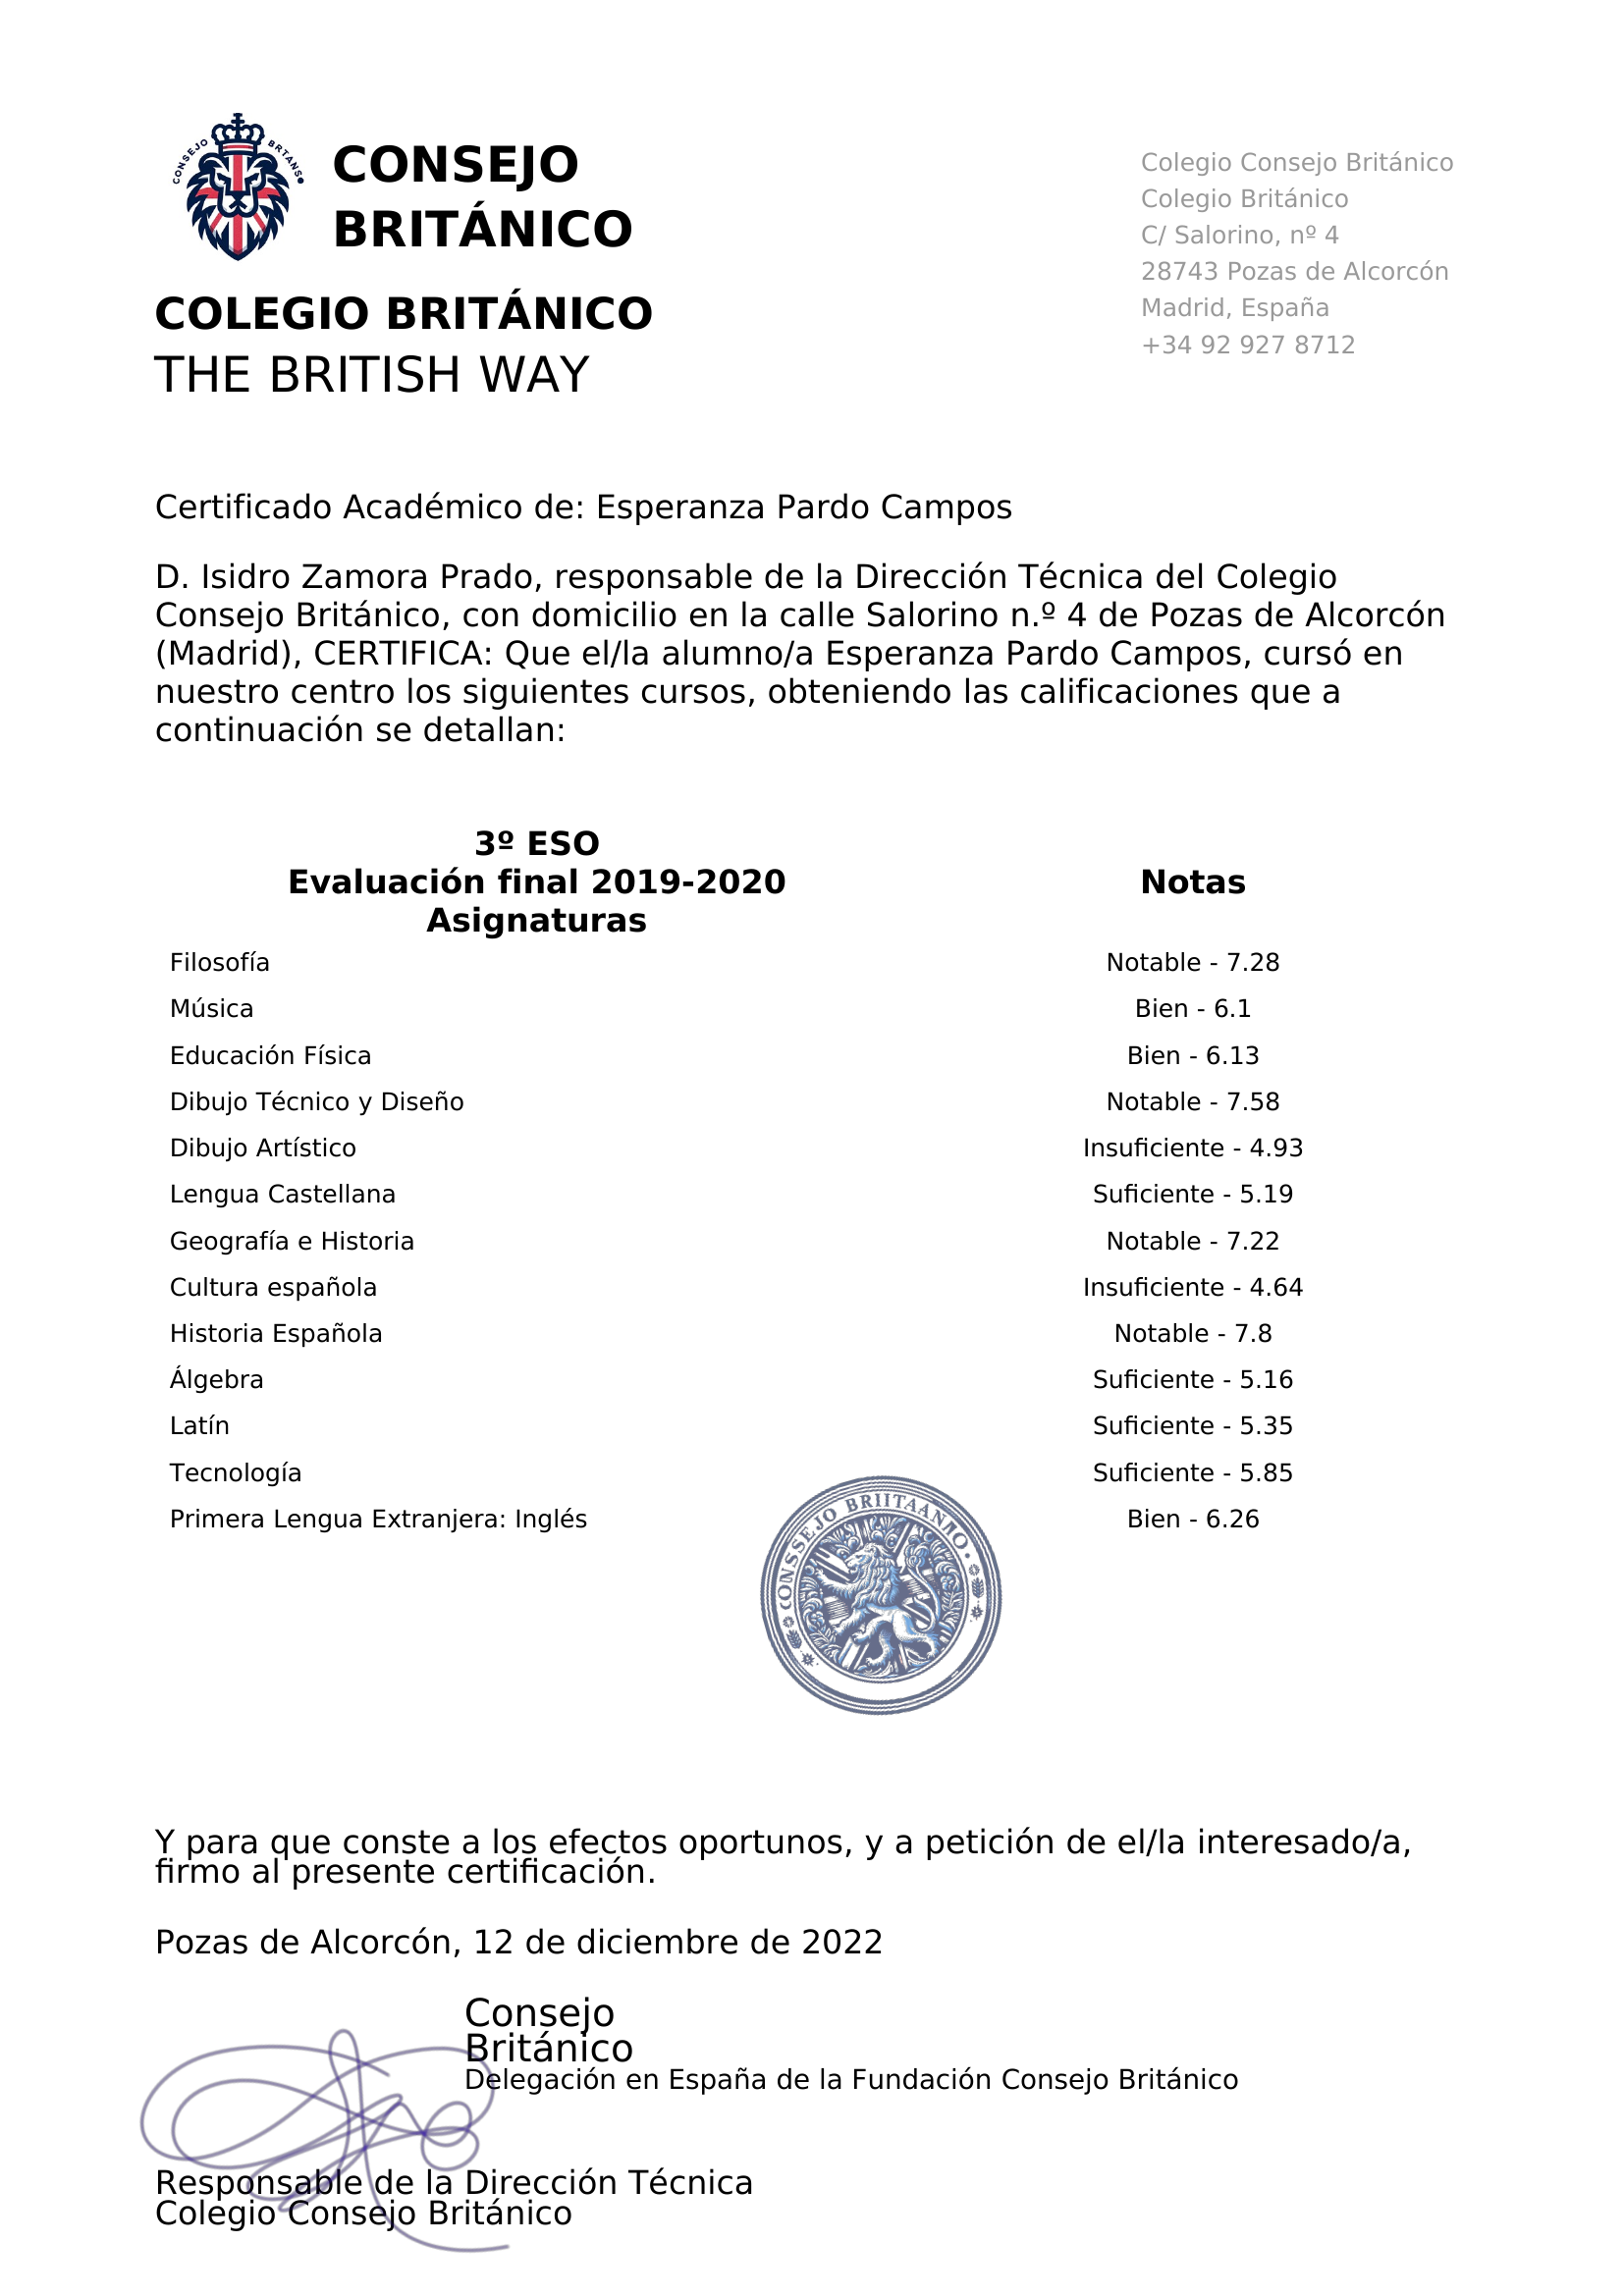 CONSEJO BRTANS
CONSEJO
BRITÁNICO
COLEGIO BRITÁNICO
THE BRITISH WAY
Colegio Consejo Británico
Colegio Británico
C/ Salorino, nº 4
28743 Pozas de Alcorcón
Madrid, España
+34 92 927 8712
Certificado Académico de: Esperanza Pardo Campos
D. Isidro Zamora Prado, responsable de la Dirección Técnica del Colegio
Consejo Británico, con domicilio en la calle Salorino n.º 4 de Pozas de Alcorcón
(Madrid), CERTIFICA: Que el/la alumno/a Esperanza Pardo Campos, cursó en
nuestro centro los siguientes cursos, obteniendo las calificaciones que a
continuación se detallan:
3º ESO
Evaluación final 2019-2020 Notas
Asignaturas
Filosofía Notable - 7.28
Música Bien - 6.1
Educación Física Bien - 6.13
Dibujo Técnico y Diseño Notable - 7.58
Dibujo Artístico Insuficiente - 4.93
Lengua Castellana Suficiente - 5.19
Geografía e Historia Notable - 7.22
Cultura española Insuficiente - 4.64
Historia Española Notable - 7.8
Álgebra Suficiente - 5.16
Latín Suficiente - 5.35
Tecnología Suficiente - 5.85
Primera Lengua Extranjera: Inglés Bien - 6.26
CONSSEJO
Y para que conste a los efectos oportunos, y a petición de el/la interesado/a,
firmo al presente certificación.
Pozas de Alcorcón, 12 de diciembre de 2022
Consejo
Británico
Delegación en España de la Fundación Consejo Británico
Responsable de la Dirección Técnica
Colegio Consejo Británico